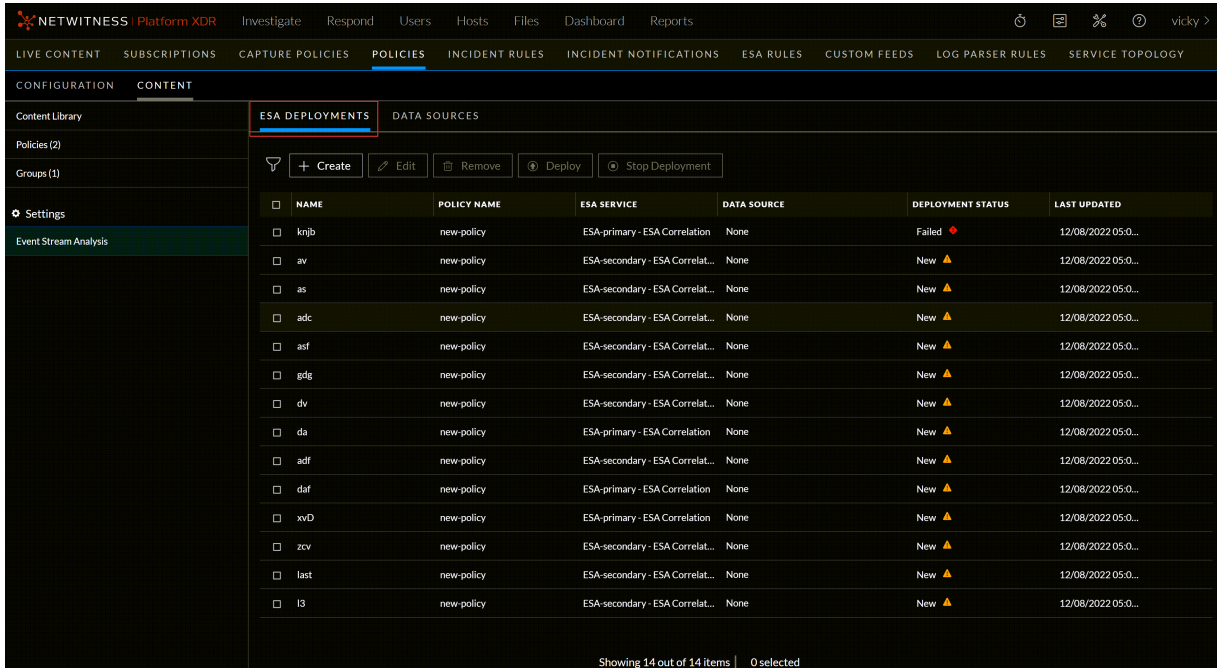 NETWITNESS Platform XDR Investigate Respond Users Hosts Files Dashboard Reports vicky >
LIVE CONTENT SUBSCRIPTIONS CAPTURE POLICIES POLICIES INCIDENT RULES INCIDENT NOTIFICATIONS ESA RULES CUSTOM FEEDS LOG PARSER RULES SERVICE TOPOLOGY
CONFIGURATION CONTENT
Content Library
Policies (2)
Groups (1)
Settings
Event Stream Analysis
ESA DEPLOYMENTS DATA SOURCES
+ Create Edit Remove Deploy Stop Deployment
NAME POLICY NAME ESA SERVICE DATA SOURCE DEPLOYMENT STATUS LAST UPDATED
knjb new-policy ESA-primary - ESA Correlation None Failed 12/08/2022 05:0...
av new-policy ESA-secondary - ESA Correlat... None New 12/08/2022 05:0...
as new-policy ESA-secondary - ESA Correlat... None New 12/08/2022 05:0...
adc new-policy ESA-secondary - ESA Correlat... None New 12/08/2022 05:0...
asf new-policy ESA-secondary - ESA Correlat... None New 12/08/2022 05:0...
gdg new-policy ESA-secondary - ESA Correlat... None New 12/08/2022 05:0...
dv new-policy ESA-secondary - ESA Correlat... None New 12/08/2022 05:0...
da new-policy ESA-primary - ESA Correlation None New 12/08/2022 05:0...
adf new-policy ESA-secondary - ESA Correlat... None New 12/08/2022 05:0...
daf new-policy ESA-primary - ESA Correlation None New 12/08/2022 05:0...
xvD new-policy ESA-primary - ESA Correlation None New 12/08/2022 05:0...
zcv new-policy ESA-secondary - ESA Correlat... None New 12/08/2022 05:0...
last new-policy ESA-secondary - ESA Correlat... None New 12/08/2022 05:0...
l3 new-policy ESA-secondary - ESA Correlat... None New 12/08/2022 05:0...
Showing 14 out of 14 items | 0 selected